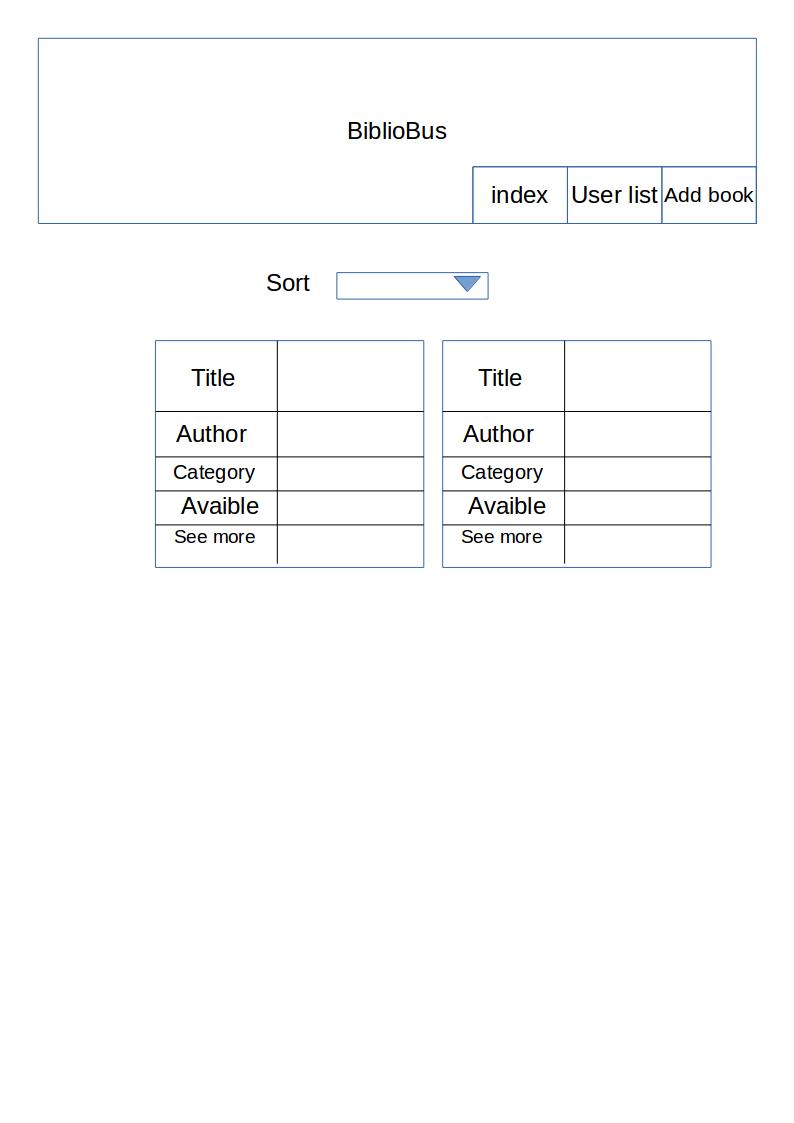 BiblioBus
index User list Add book
Sort
Title
Author
Category
Avaible
See more
Title
Author
Category
Avaible
See more